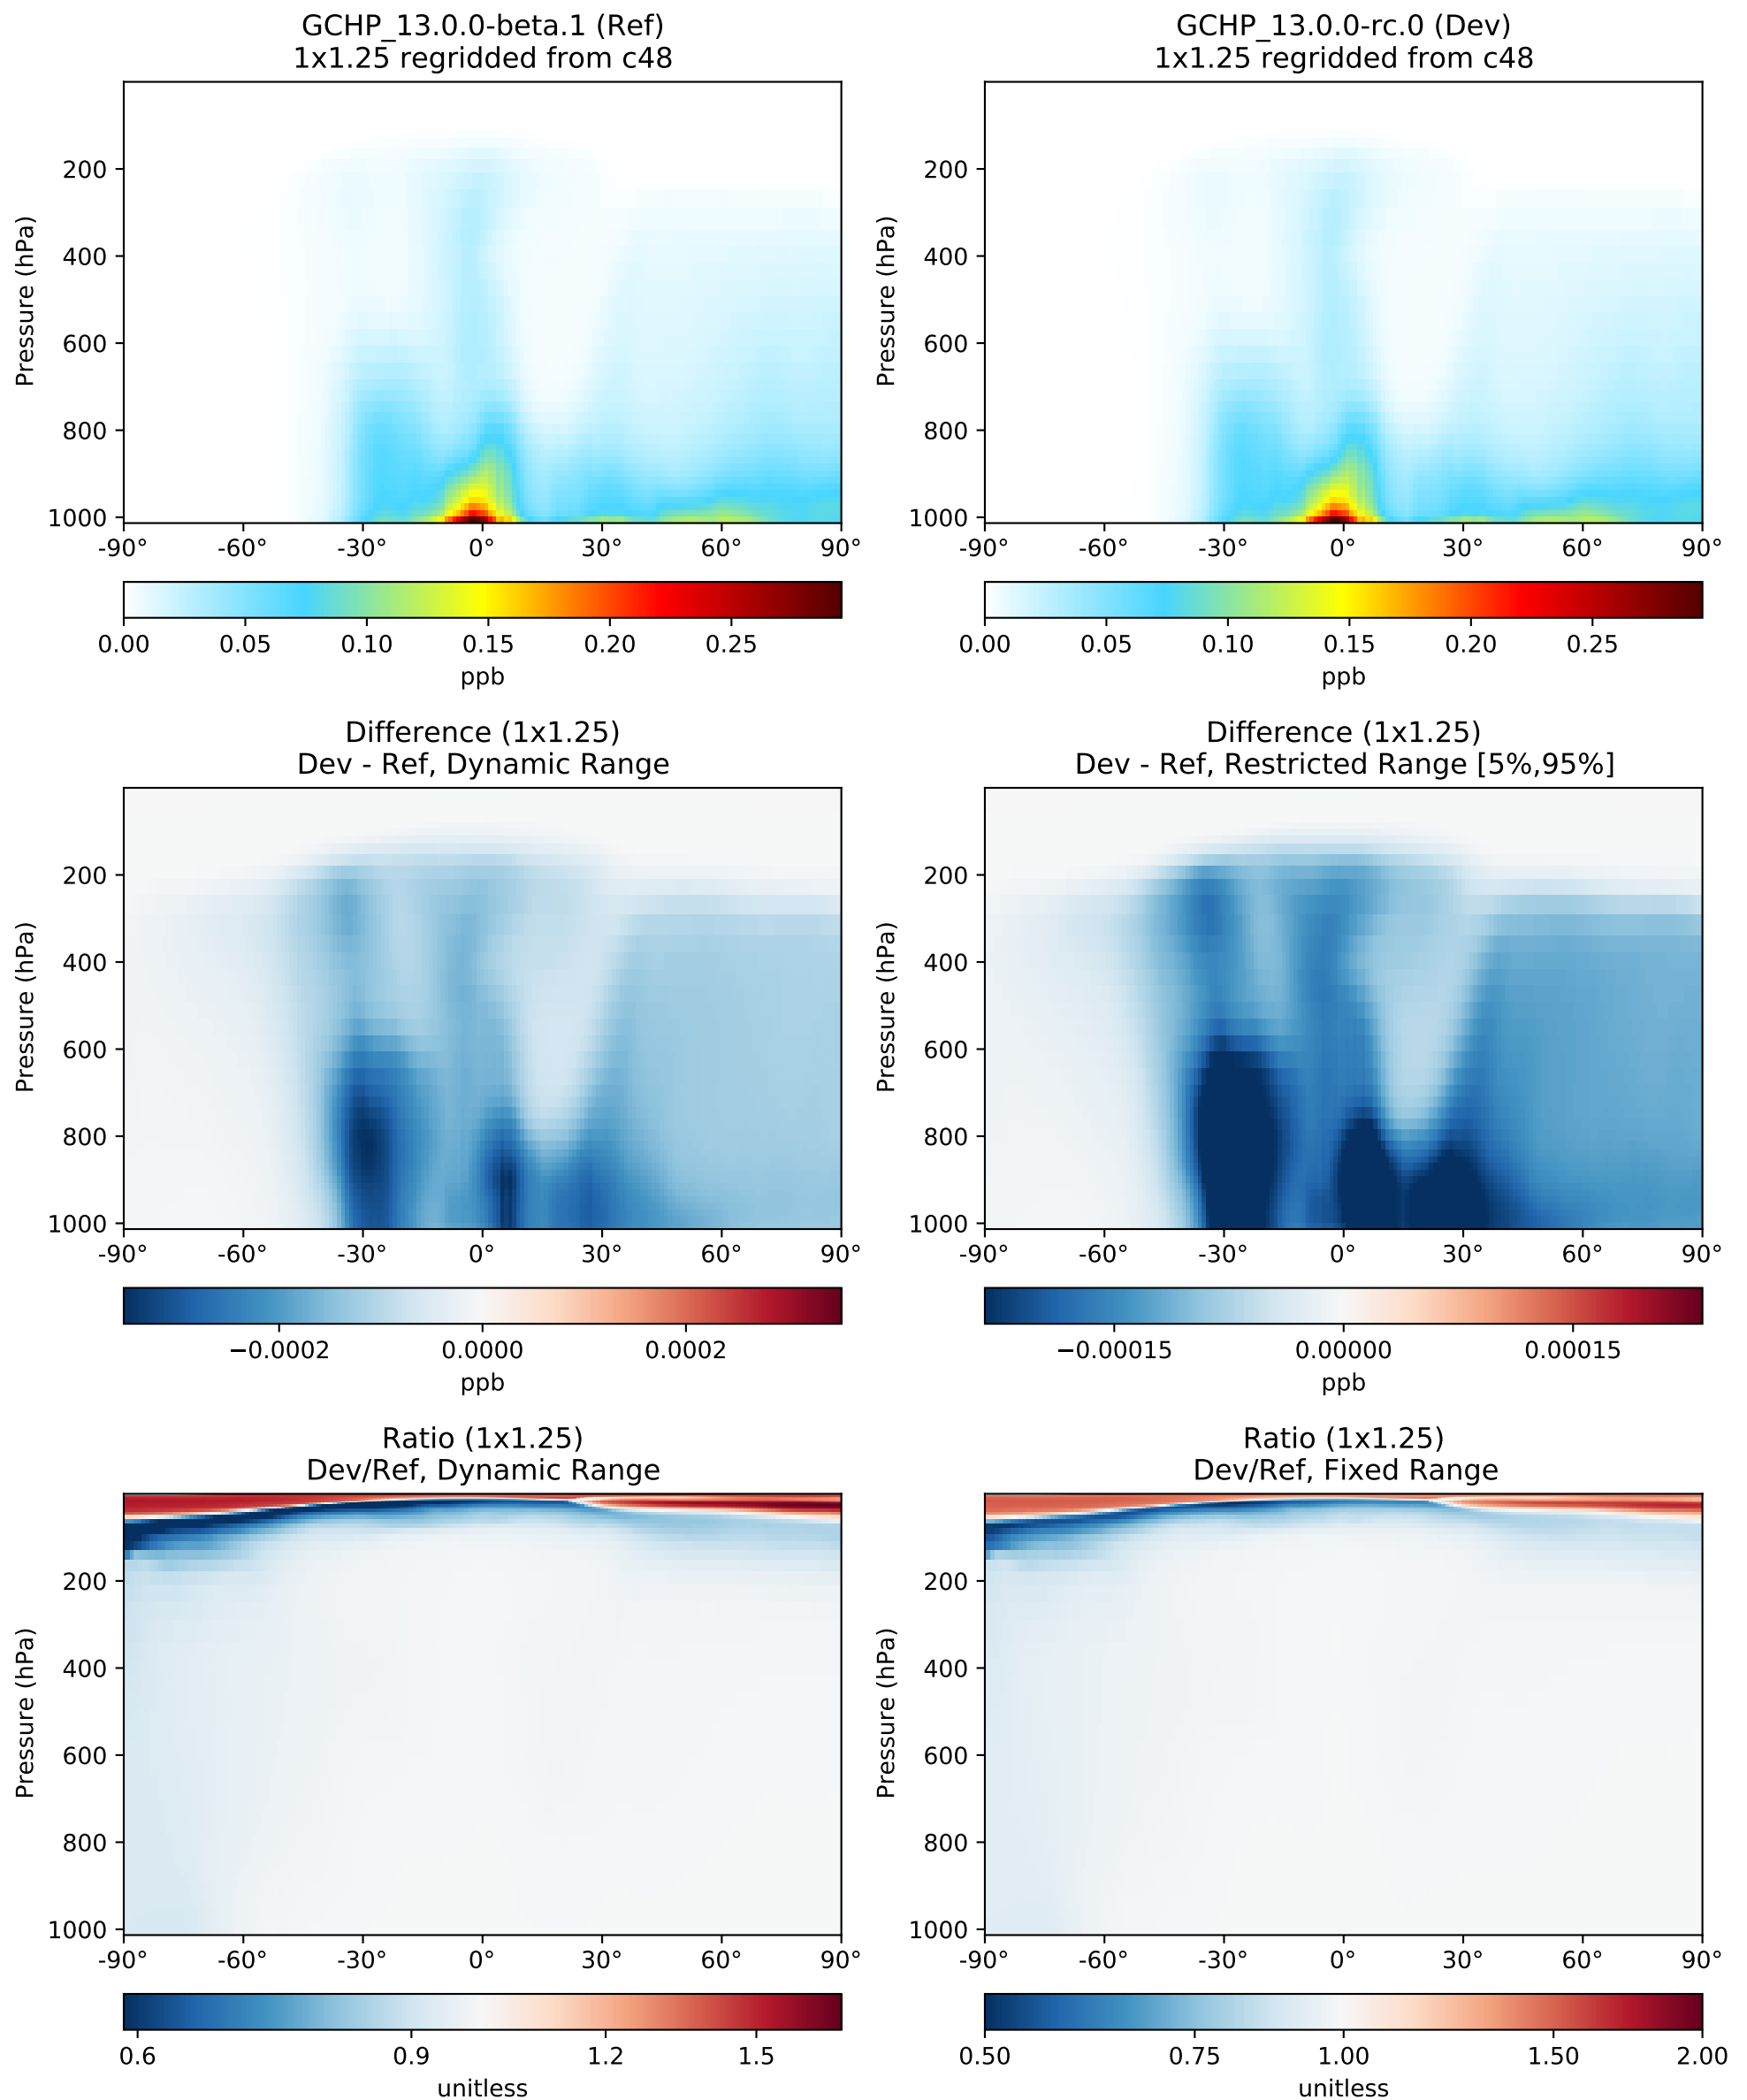 GCHP_13.0.0-beta.1 (Ref)
1x1.25 regridded from c48
Pressure (hPa)
200
400
600
800
1000
-90° -60° -30° 0° 30° 60° 90°
0.00 0.05 0.10 0.15 0.20 0.25
ppb
GCHP_13.0.0-rc.0 (Dev)
1x1.25 regridded from c48
Pressure (hPa)
200
400
600
800
1000
-90° -60° -30° 0° 30° 60° 90°
0.00 0.05 0.10 0.15 0.20 0.25
ppb
Difference (1x1.25)
Dev - Ref, Dynamic Range
Pressure (hPa)
200
400
600
800
1000
-90° -60° -30° 0° 30° 60° 90°
−0.0002 0.0000 0.0002
ppb
Difference (1x1.25)
Dev - Ref, Restricted Range [5%,95%]
Pressure (hPa)
200
400
600
800
1000
-90° -60° -30° 0° 30° 60° 90°
−0.00015 0.00000 0.00015
ppb
Ratio (1x1.25)
Dev/Ref, Dynamic Range
Pressure (hPa)
200
400
600
800
1000
-90° -60° -30° 0° 30° 60° 90°
0.6 0.9 1.2 1.5
unitless
Ratio (1x1.25)
Dev/Ref, Fixed Range
Pressure (hPa)
200
400
600
800
1000
-90° -60° -30° 0° 30° 60° 90°
0.50 0.75 1.00 1.50 2.00
unitless